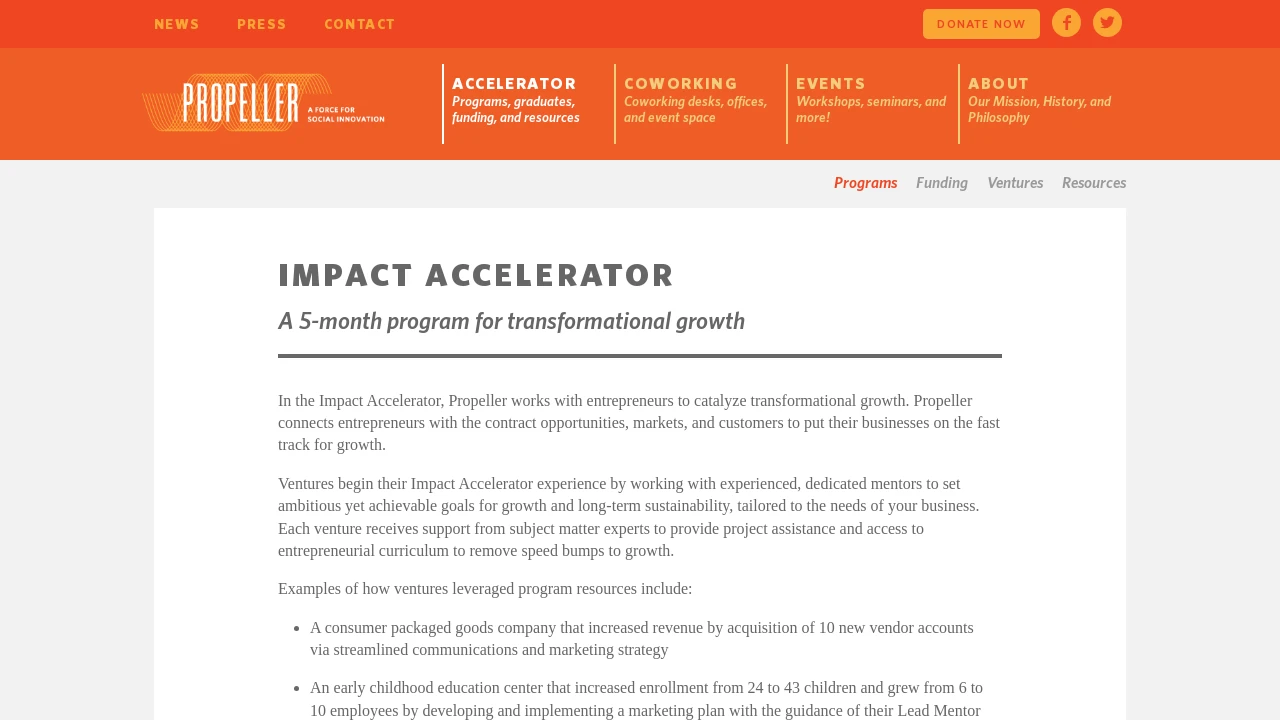 NEWS PRESS CONTACT DONATE NOW
PROPELLER A FORCE FOR SOCIAL INNOVATION
ACCELERATOR
Programs, graduates,
funding, and resources
COWORKING
Coworking desks, offices,
and event space
EVENTS
Workshops, seminars, and
more!
ABOUT
Our Mission, History, and
Philosophy
Programs Funding Ventures Resources
IMPACT ACCELERATOR
A 5-month program for transformational growth
In the Impact Accelerator, Propeller works with entrepreneurs to catalyze transformational growth. Propeller
connects entrepreneurs with the contract opportunities, markets, and customers to put their businesses on the fast
track for growth.
Ventures begin their Impact Accelerator experience by working with experienced, dedicated mentors to set
ambitious yet achievable goals for growth and long-term sustainability, tailored to the needs of your business.
Each venture receives support from subject matter experts to provide project assistance and access to
entrepreneurial curriculum to remove speed bumps to growth.
Examples of how ventures leveraged program resources include:
• A consumer packaged goods company that increased revenue by acquisition of 10 new vendor accounts
via streamlined communications and marketing strategy
• An early childhood education center that increased enrollment from 24 to 43 children and grew from 6 to
10 employees by developing and implementing a marketing plan with the guidance of their Lead Mentor